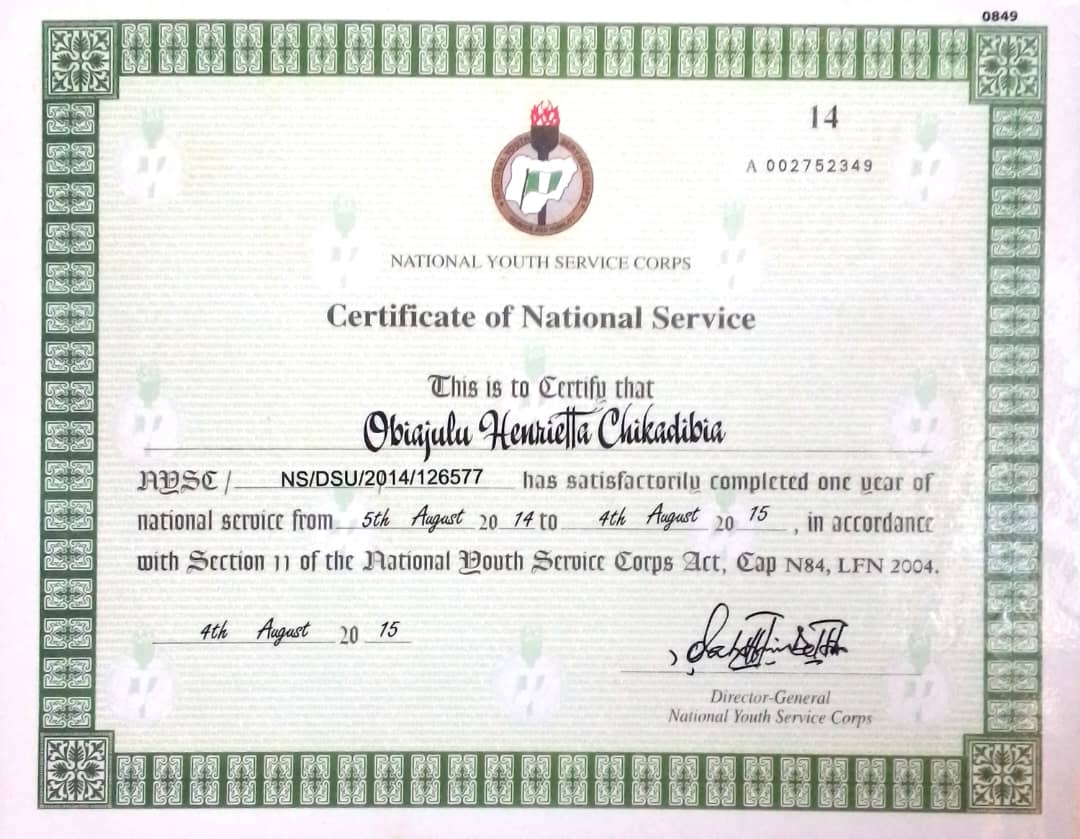 0849
14
A 002752349
NATIONAL YOUTH SERVICE CORPS
Certificate of National Service
This is to Certify that
Obiajulu Henrietta Chikadibia
NYSC / NS/DSU/2014/126577 has satisfactorily completed one year of
national service from 5th August 20 14 to 4th August 20 15 , in accordance
with Section 11 of the National Youth Service Corps Act, Cap N84, LFN 2004.
4th August 20 15
Director-General
National Youth Service Corps